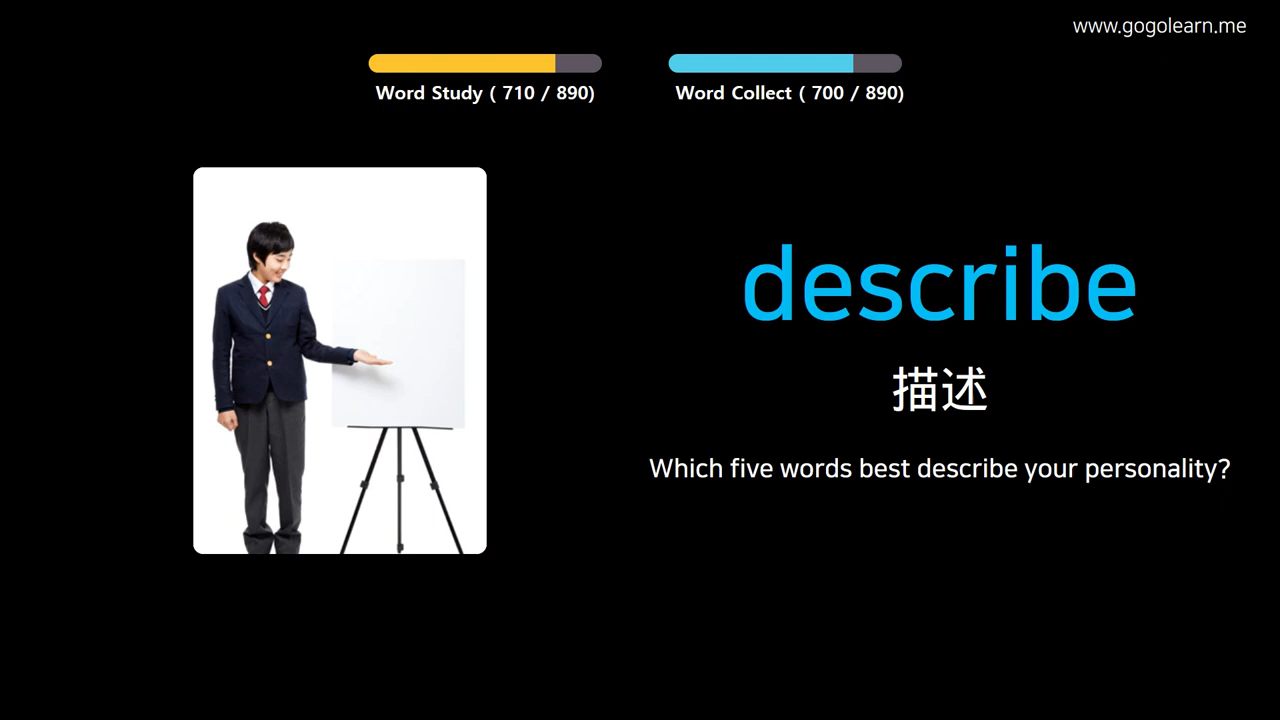 www.gogolearn.me
Word Study ( 710 / 890)
Word Collect ( 700 / 890)
describe
描述
Which five words best describe your personality?